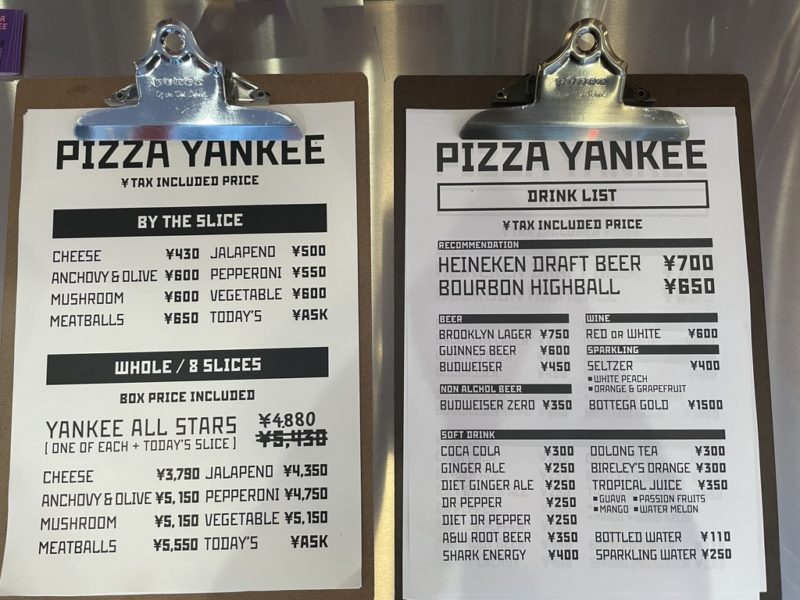 PIZZA YANKEE
¥TAX INCLUDED PRICE
BY THE SLICE
CHEESE ¥430 JALAPENO ¥500
ANCHOVY & OLIVE ¥600 PEPPERONI ¥550
MUSHROOM ¥600 VEGETABLE ¥600
MEATBALLS ¥650 TODAY'S ¥ASK
WHOLE / 8 SLICES
BOX PRICE INCLUDED
YANKEE ALL STARS ¥4880
[ ONE OF EACH + TODAY'S SLICE ] ¥5,430
CHEESE ¥3,790 JALAPENO ¥4,350
ANCHOVY & OLIVE ¥5,150 PEPPERONI ¥4,750
MUSHROOM ¥5,150 VEGETABLE ¥5,150
MEATBALLS ¥5,550 TODAY'S ¥ASK
PIZZA YANKEE
DRINK LIST
¥TAX INCLUDED PRICE
RECOMMENDATION
HEINEKEN DRAFT BEER ¥700
BOURBON HIGHBALL ¥650
BEER
BROOKLYN LAGER ¥750
GUINNES BEER ¥600
BUDWEISER ¥450
NON ALCHOL BEER
BUDWEISER ZERO ¥350
WINE
RED OR WHITE ¥600
SPARKLING
SELTZER ¥400
■WHITE PEACH
■ORANGE & GRAPEFRUIT
BOTTEGA GOLD ¥1500
SOFT DRINK
COCA COLA ¥300
GINGER ALE ¥250
DIET GINGER ALE ¥250
DR PEPPER ¥250
DIET DR PEPPER ¥250
A&W ROOT BEER ¥350
SHARK ENERGY ¥400
OOLONG TEA ¥300
BIRELEY'S ORANGE ¥300
TROPICAL JUICE ¥350
■GUAVA ■PASSION FRUITS
■MANGO ■WATER MELON
BOTTLED WATER ¥110
SPARKLING WATER ¥250